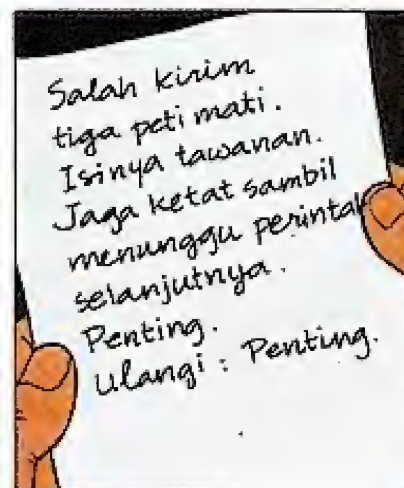 Salah kirim
tiga peti mati.
Isinya tawanan.
Jaga ketat sambil
menunggu perintah
selanjutnya.
Penting.
Ulangi : Penting.